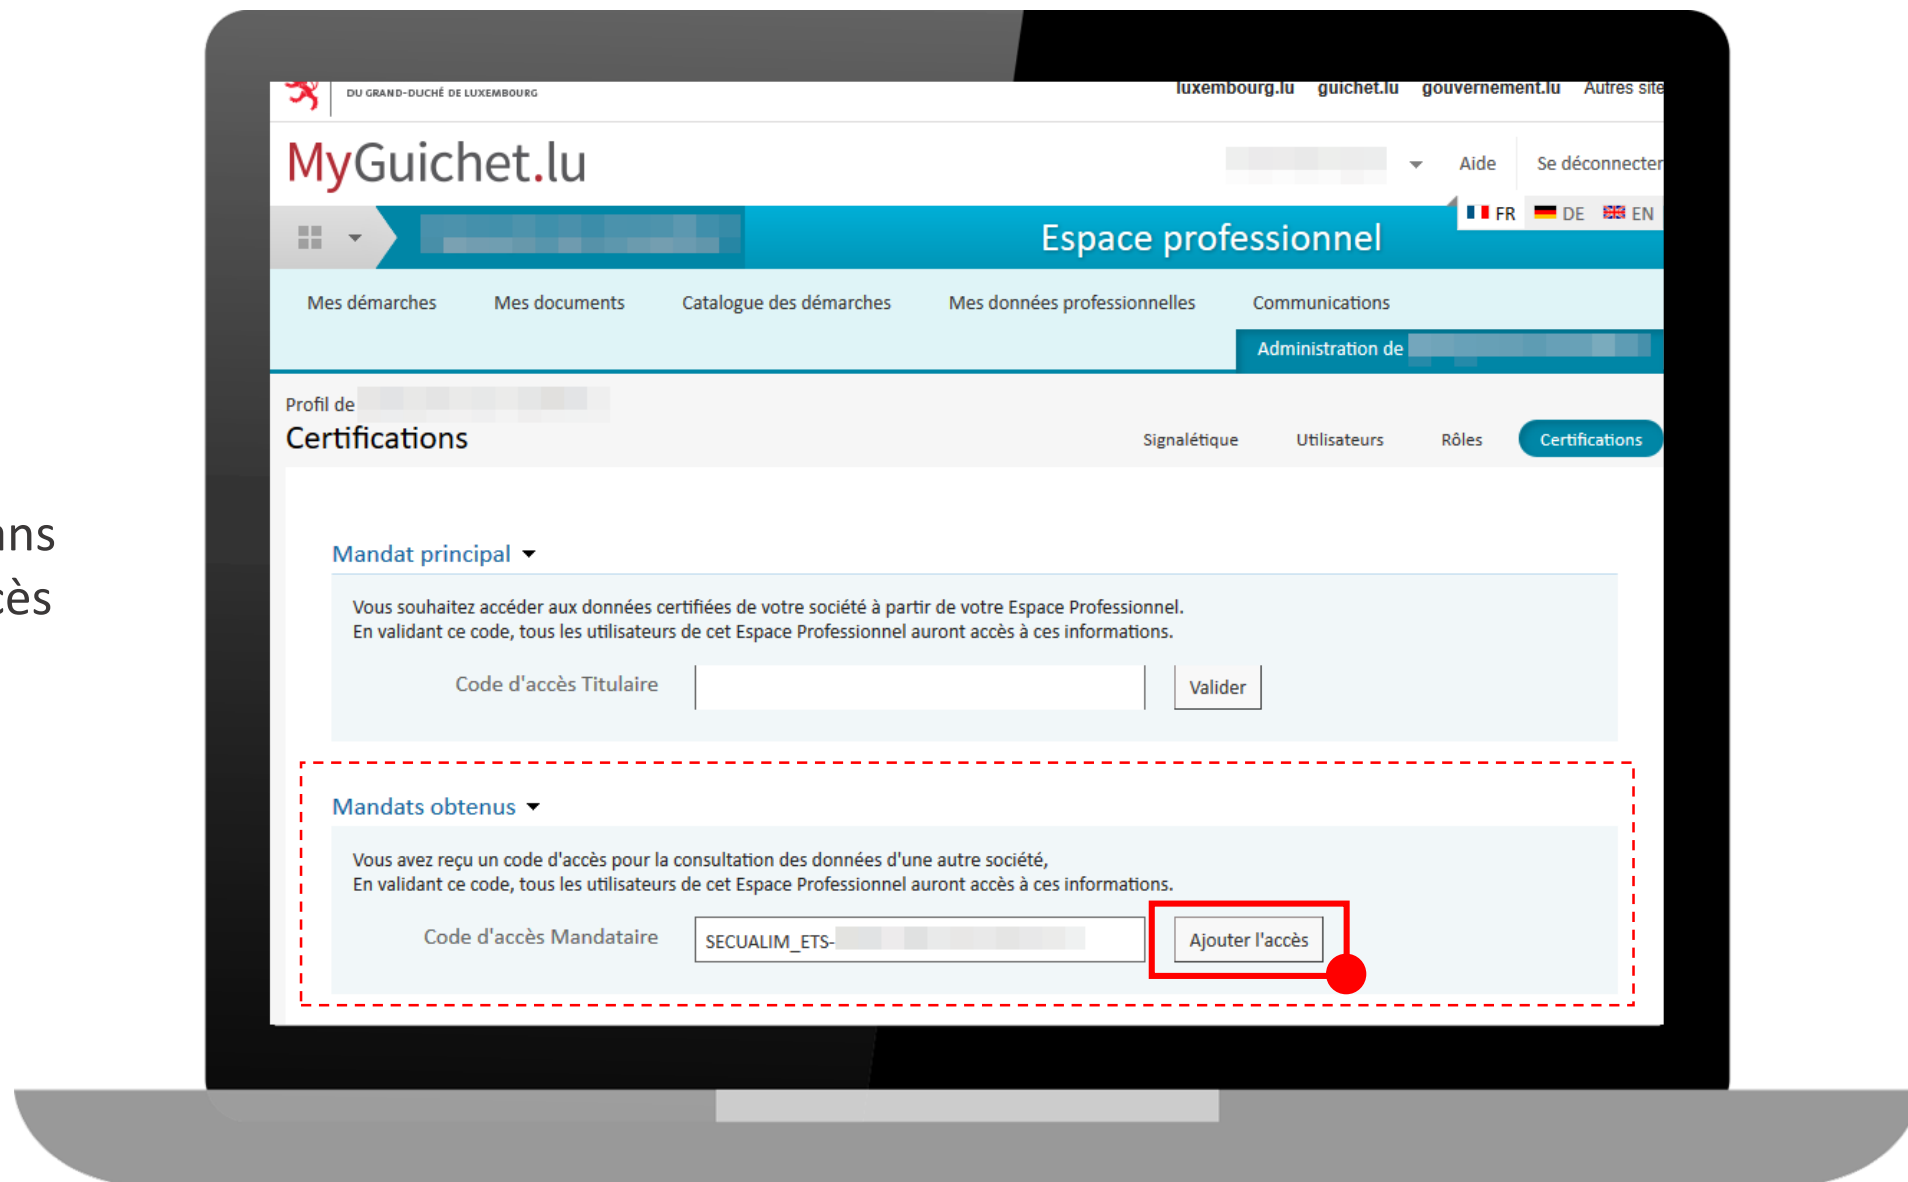 DU GRAND-DUCHÉ DE LUXEMBOURG
luxembourg.lu guichet.lu gouvernement.lu Autres site
MyGuichet.lu
Aide Se déconnecter
FR DE EN
Espace professionnel
Mes démarches Mes documents Catalogue des démarches Mes données professionnelles Communications
Administration de
Profil de
Certifications
Signalétique Utilisateurs Rôles Certifications
ans
cès
Mandat principal
Vous souhaitez accéder aux données certifiées de votre société à partir de votre Espace Professionnel.
En validant ce code, tous les utilisateurs de cet Espace Professionnel auront accès à ces informations.
Code d'accès Titulaire Valider
Mandats obtenus
Vous avez reçu un code d'accès pour la consultation des données d'une autre société,
En validant ce code, tous les utilisateurs de cet Espace Professionnel auront accès à ces informations.
Code d'accès Mandataire SECUALIM_ETS- Ajouter l'accès